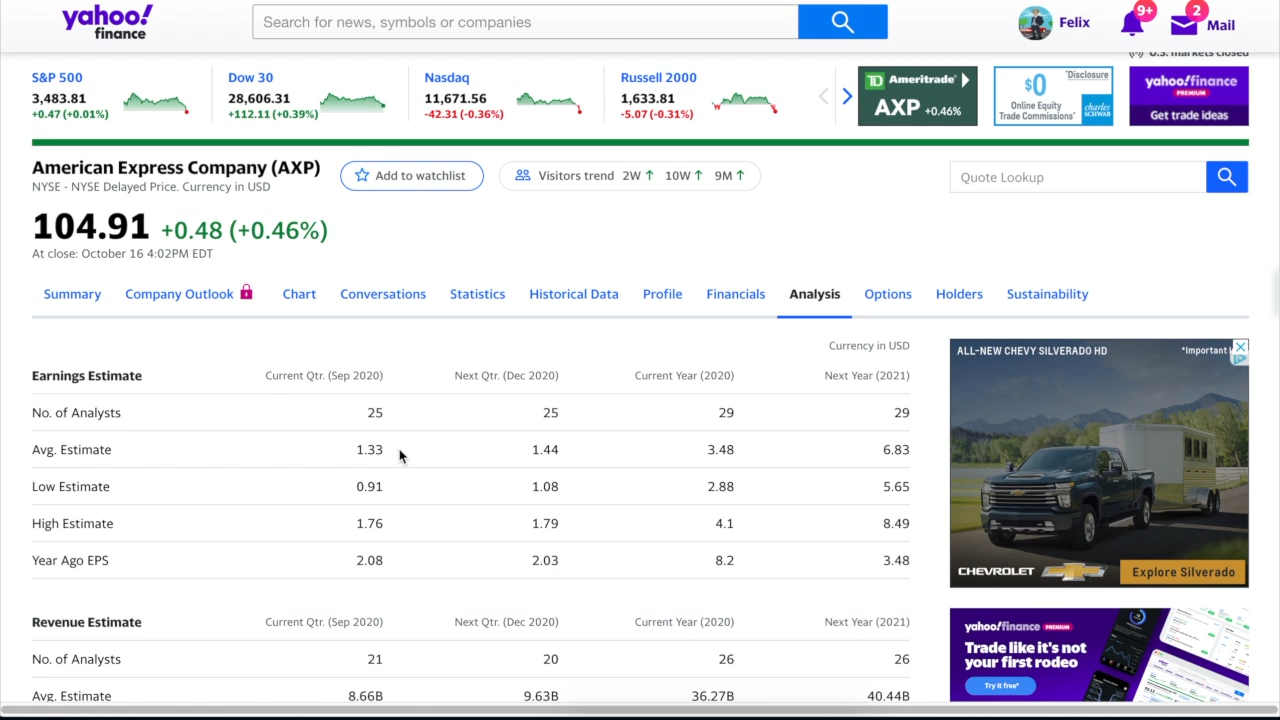 yahoo!
finance
Search for news, symbols or companies
Felix
9+
2
Mail
U.S. markets closed
S&P 500
3,483.81
+0.47 (+0.01%)
Dow 30
28,606.31
+112.11 (+0.39%)
Nasdaq
11,671.56
-42.31 (-0.36%)
Russell 2000
1,633.81
-5.07 (-0.31%)
TD Ameritrade
AXP +0.46%
*Disclosure
$0
Online Equity
Trade Commissions*
charles
SCHWAB
yahoo!finance
PREMIUM
Get trade ideas
American Express Company (AXP)
NYSE - NYSE Delayed Price. Currency in USD
Add to watchlist
Visitors trend 2W ↑ 10W ↑ 9M ↑
Quote Lookup
104.91 +0.48 (+0.46%)
At close: October 16 4:02PM EDT
Summary Company Outlook Chart Conversations Statistics Historical Data Profile Financials Analysis Options Holders Sustainability
Currency in USD
Earnings Estimate Current Qtr. (Sep 2020) Next Qtr. (Dec 2020) Current Year (2020) Next Year (2021)
No. of Analysts 25 25 29 29
Avg. Estimate 1.33 1.44 3.48 6.83
Low Estimate 0.91 1.08 2.88 5.65
High Estimate 1.76 1.79 4.1 8.49
Year Ago EPS 2.08 2.03 8.2 3.48
Revenue Estimate Current Qtr. (Sep 2020) Next Qtr. (Dec 2020) Current Year (2020) Next Year (2021)
No. of Analysts 21 20 26 26
Avg. Estimate 8.66B 9.63B 36.27B 40.44B
ALL-NEW CHEVY SILVERADO HD
*Important
CHEVROLET
Explore Silverado
yahoo!finance PREMIUM
Trade like it's not
your first rodeo
Try it free*